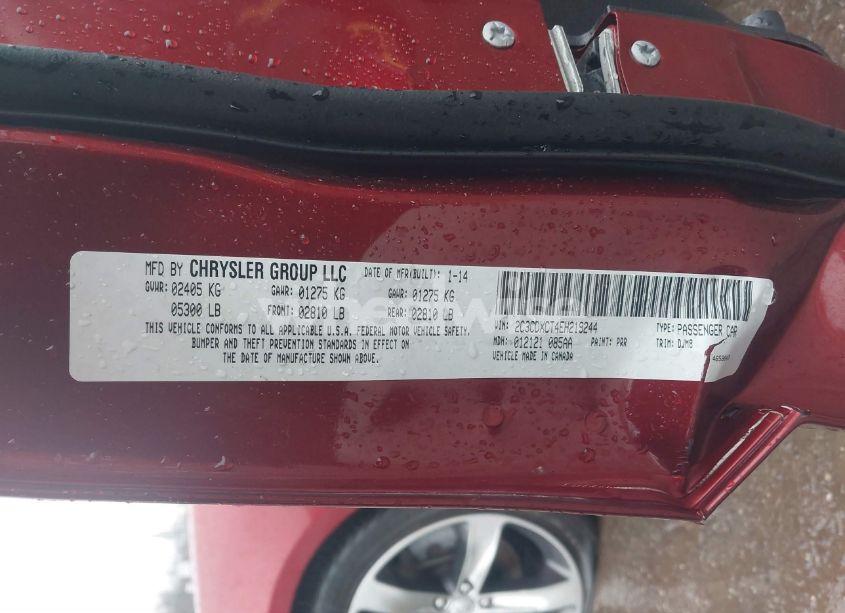 MFD BY CHRYSLER GROUP LLC DATE OF MFR(BUILT): 1-14
GVWR: 02405 KG GAWR: 01275 KG GAWR: 01275 KG
05300 LB FRONT: 02810 LB REAR: 02810 LB
THIS VEHICLE CONFORMS TO ALL APPLICABLE U.S.A. FEDERAL MOTOR VEHICLE SAFETY,
BUMPER AND THEFT PREVENTION STANDARDS IN EFFECT ON
THE DATE OF MANUFACTURE SHOWN ABOVE.
VIN: 2C3CDXCT4EH219244 TYPE: PASSENGER CAR
MDH: 012121 085AA PAINT: PRR TRIM: DJM8
VEHICLE MADE IN CANADA